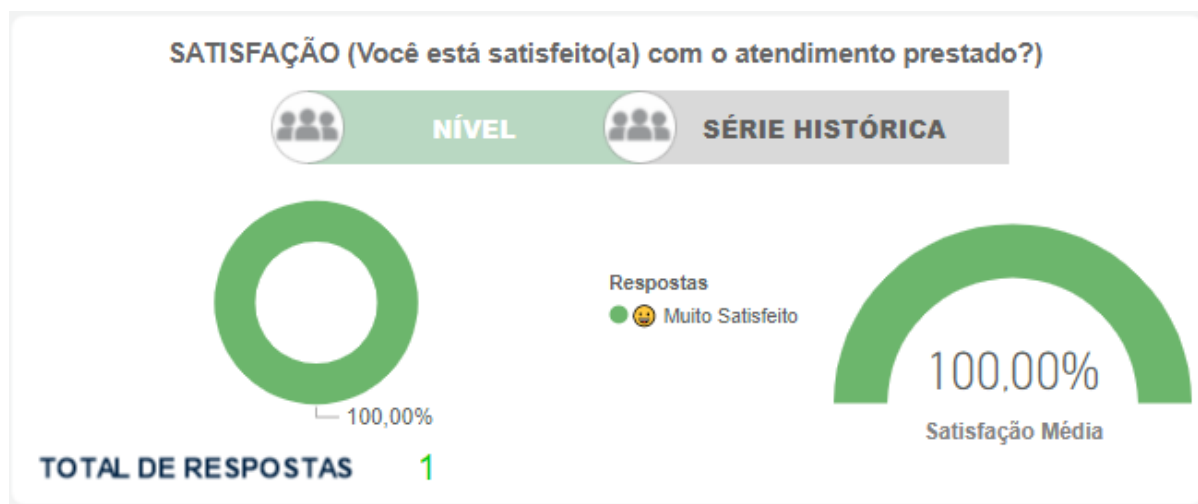 SATISFAÇÃO (Você está satisfeito(a) com o atendimento prestado?)
NÍVEL
SÉRIE HISTÓRICA
Respostas
Muito Satisfeito
100,00%
100,00%
Satisfação Média
TOTAL DE RESPOSTAS 1